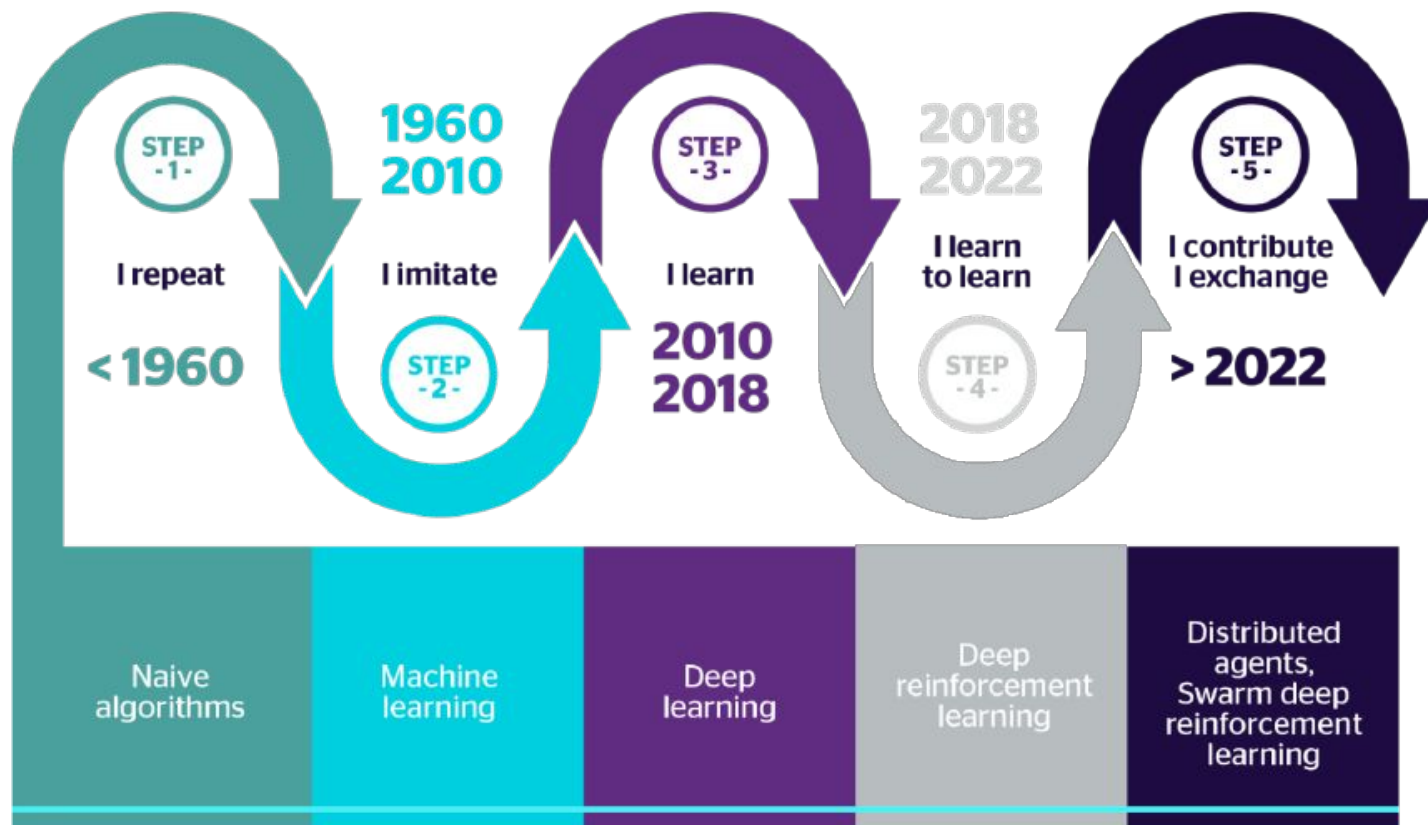 STEP
- 1 -
I repeat
< 1960
1960
2010
I imitate
STEP
- 2 -
STEP
- 3 -
I learn
2010
2018
2018
2022
I learn
to learn
STEP
- 4 -
STEP
- 5 -
I contribute
I exchange
> 2022
Naive
algorithms
Machine
learning
Deep
learning
Deep
reinforcement
learning
Distributed
agents,
Swarm deep
reinforcement
learning